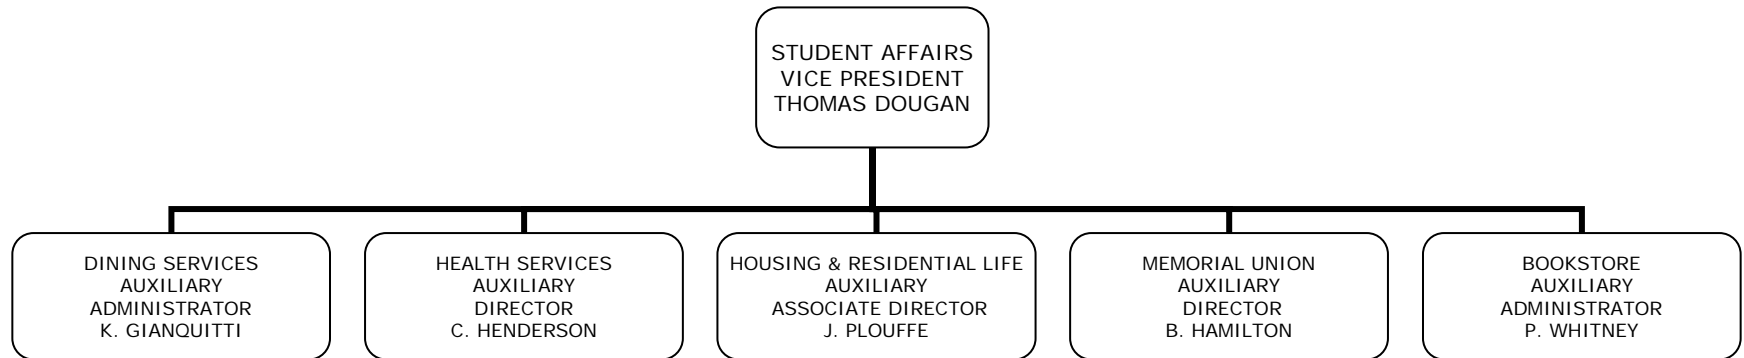 STUDENT AFFAIRS
VICE PRESIDENT
THOMAS DOUGAN
DINING SERVICES
AUXILIARY
ADMINISTRATOR
K. GIANQUITTI
HEALTH SERVICES
AUXILIARY
DIRECTOR
C. HENDERSON
HOUSING & RESIDENTIAL LIFE
AUXILIARY
ASSOCIATE DIRECTOR
J. PLOUFFE
MEMORIAL UNION
AUXILIARY
DIRECTOR
B. HAMILTON
BOOKSTORE
AUXILIARY
ADMINISTRATOR
P. WHITNEY